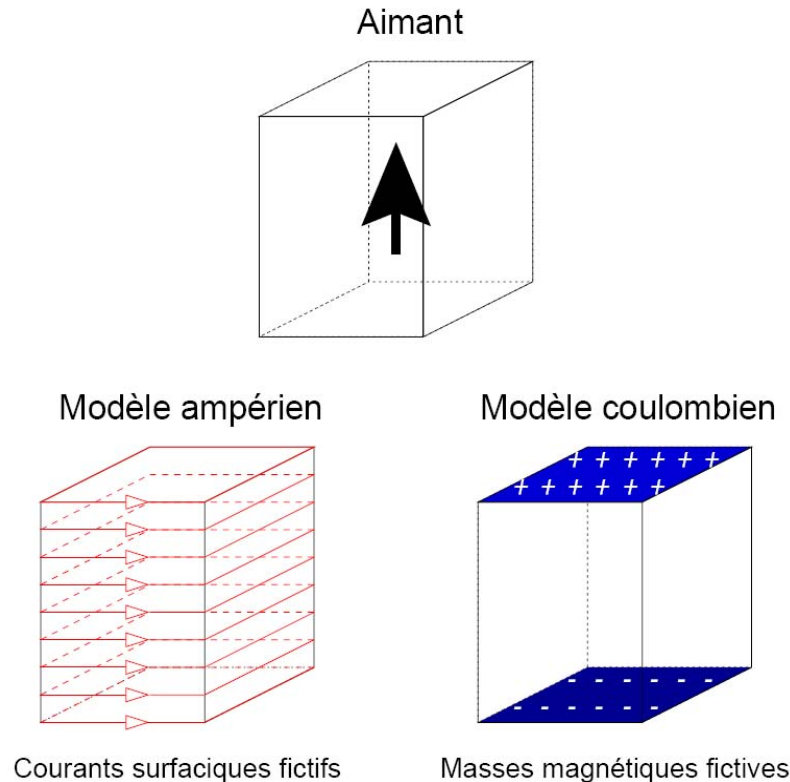 Aimant
Modèle ampérien
Modèle coulombien
+ + + + + +
+ + + + + +
- - - - - -
- - - - - -
Courants surfaciques fictifs
Masses magnétiques fictives